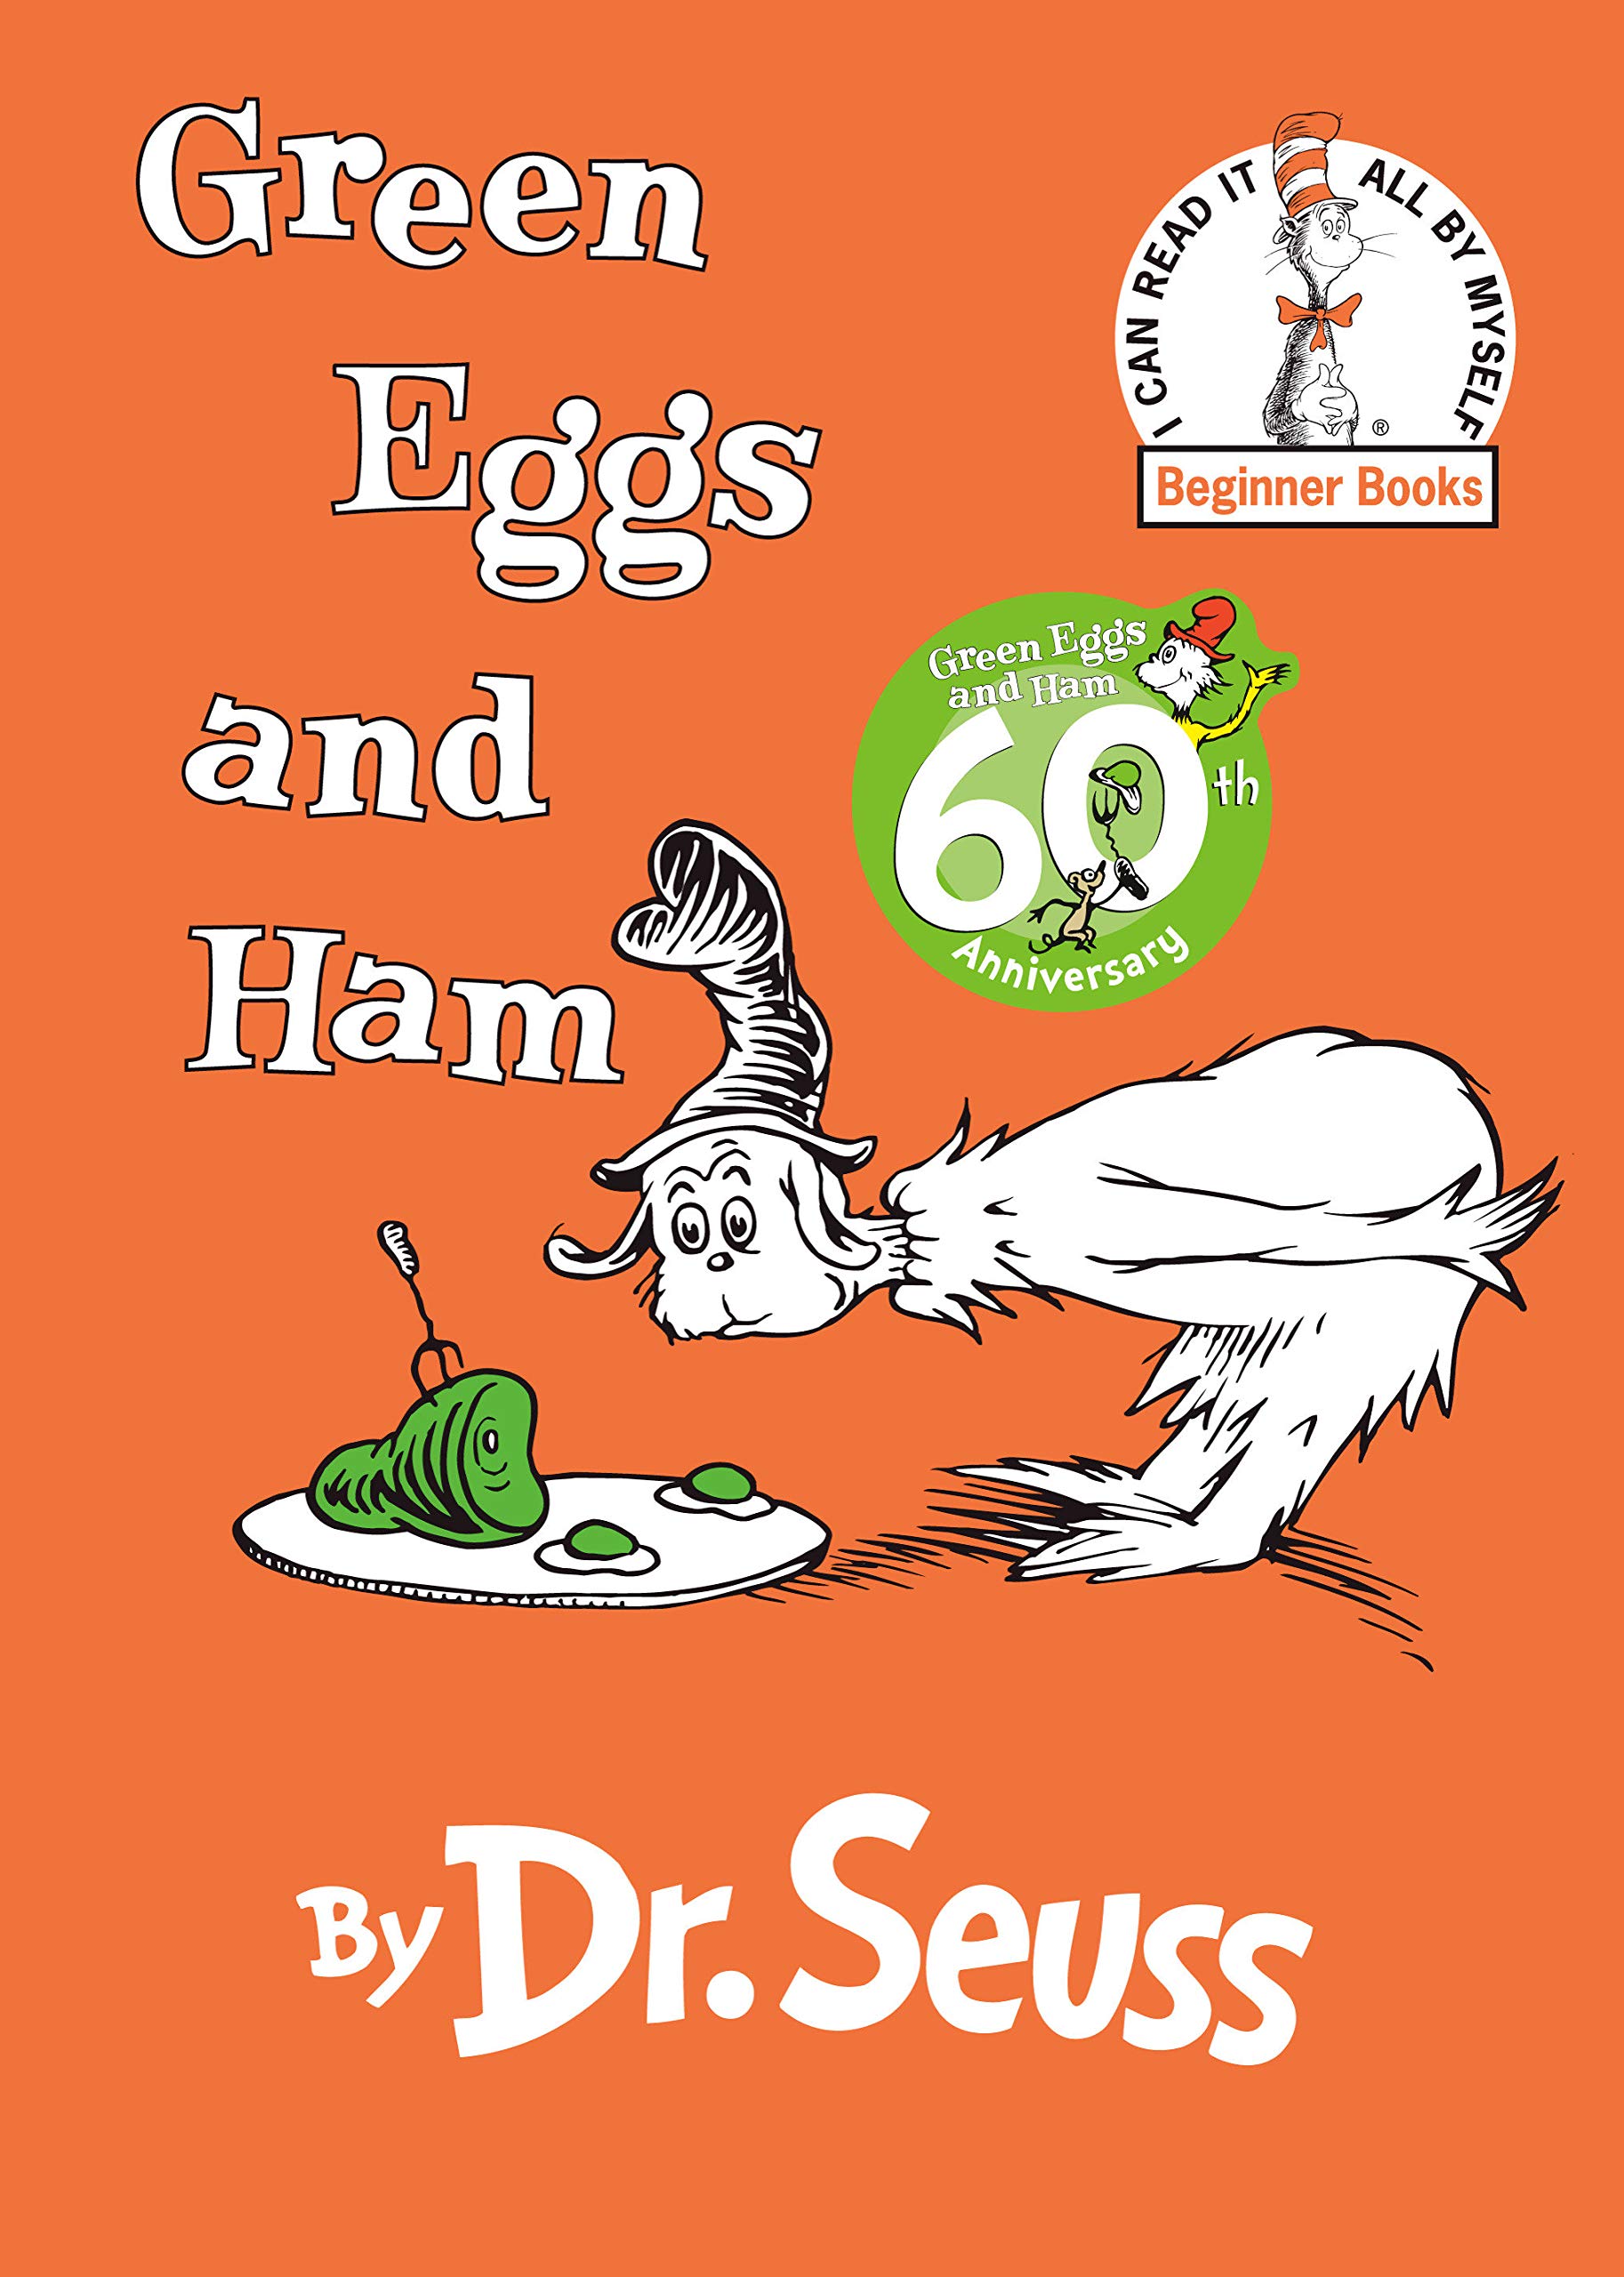 Green
Eggs
and
Ham
I CAN READ IT ALL BY MYSELF
®
Beginner Books
Green Eggs
and Ham
60th
Anniversary
By Dr. Seuss